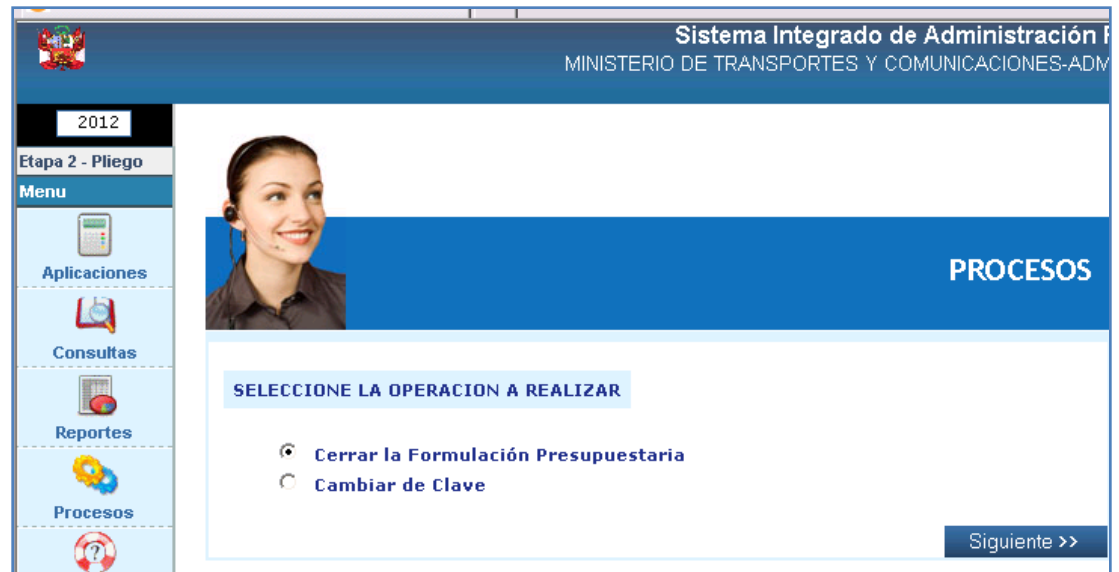 Sistema Integrado de Administración F
MINISTERIO DE TRANSPORTES Y COMUNICACIONES-ADM
2012
Etapa 2 - Pliego
Menu
Aplicaciones
Consultas
Reportes
Procesos
PROCESOS
SELECCIONE LA OPERACION A REALIZAR
Cerrar la Formulación Presupuestaria
Cambiar de Clave
Siguiente >>